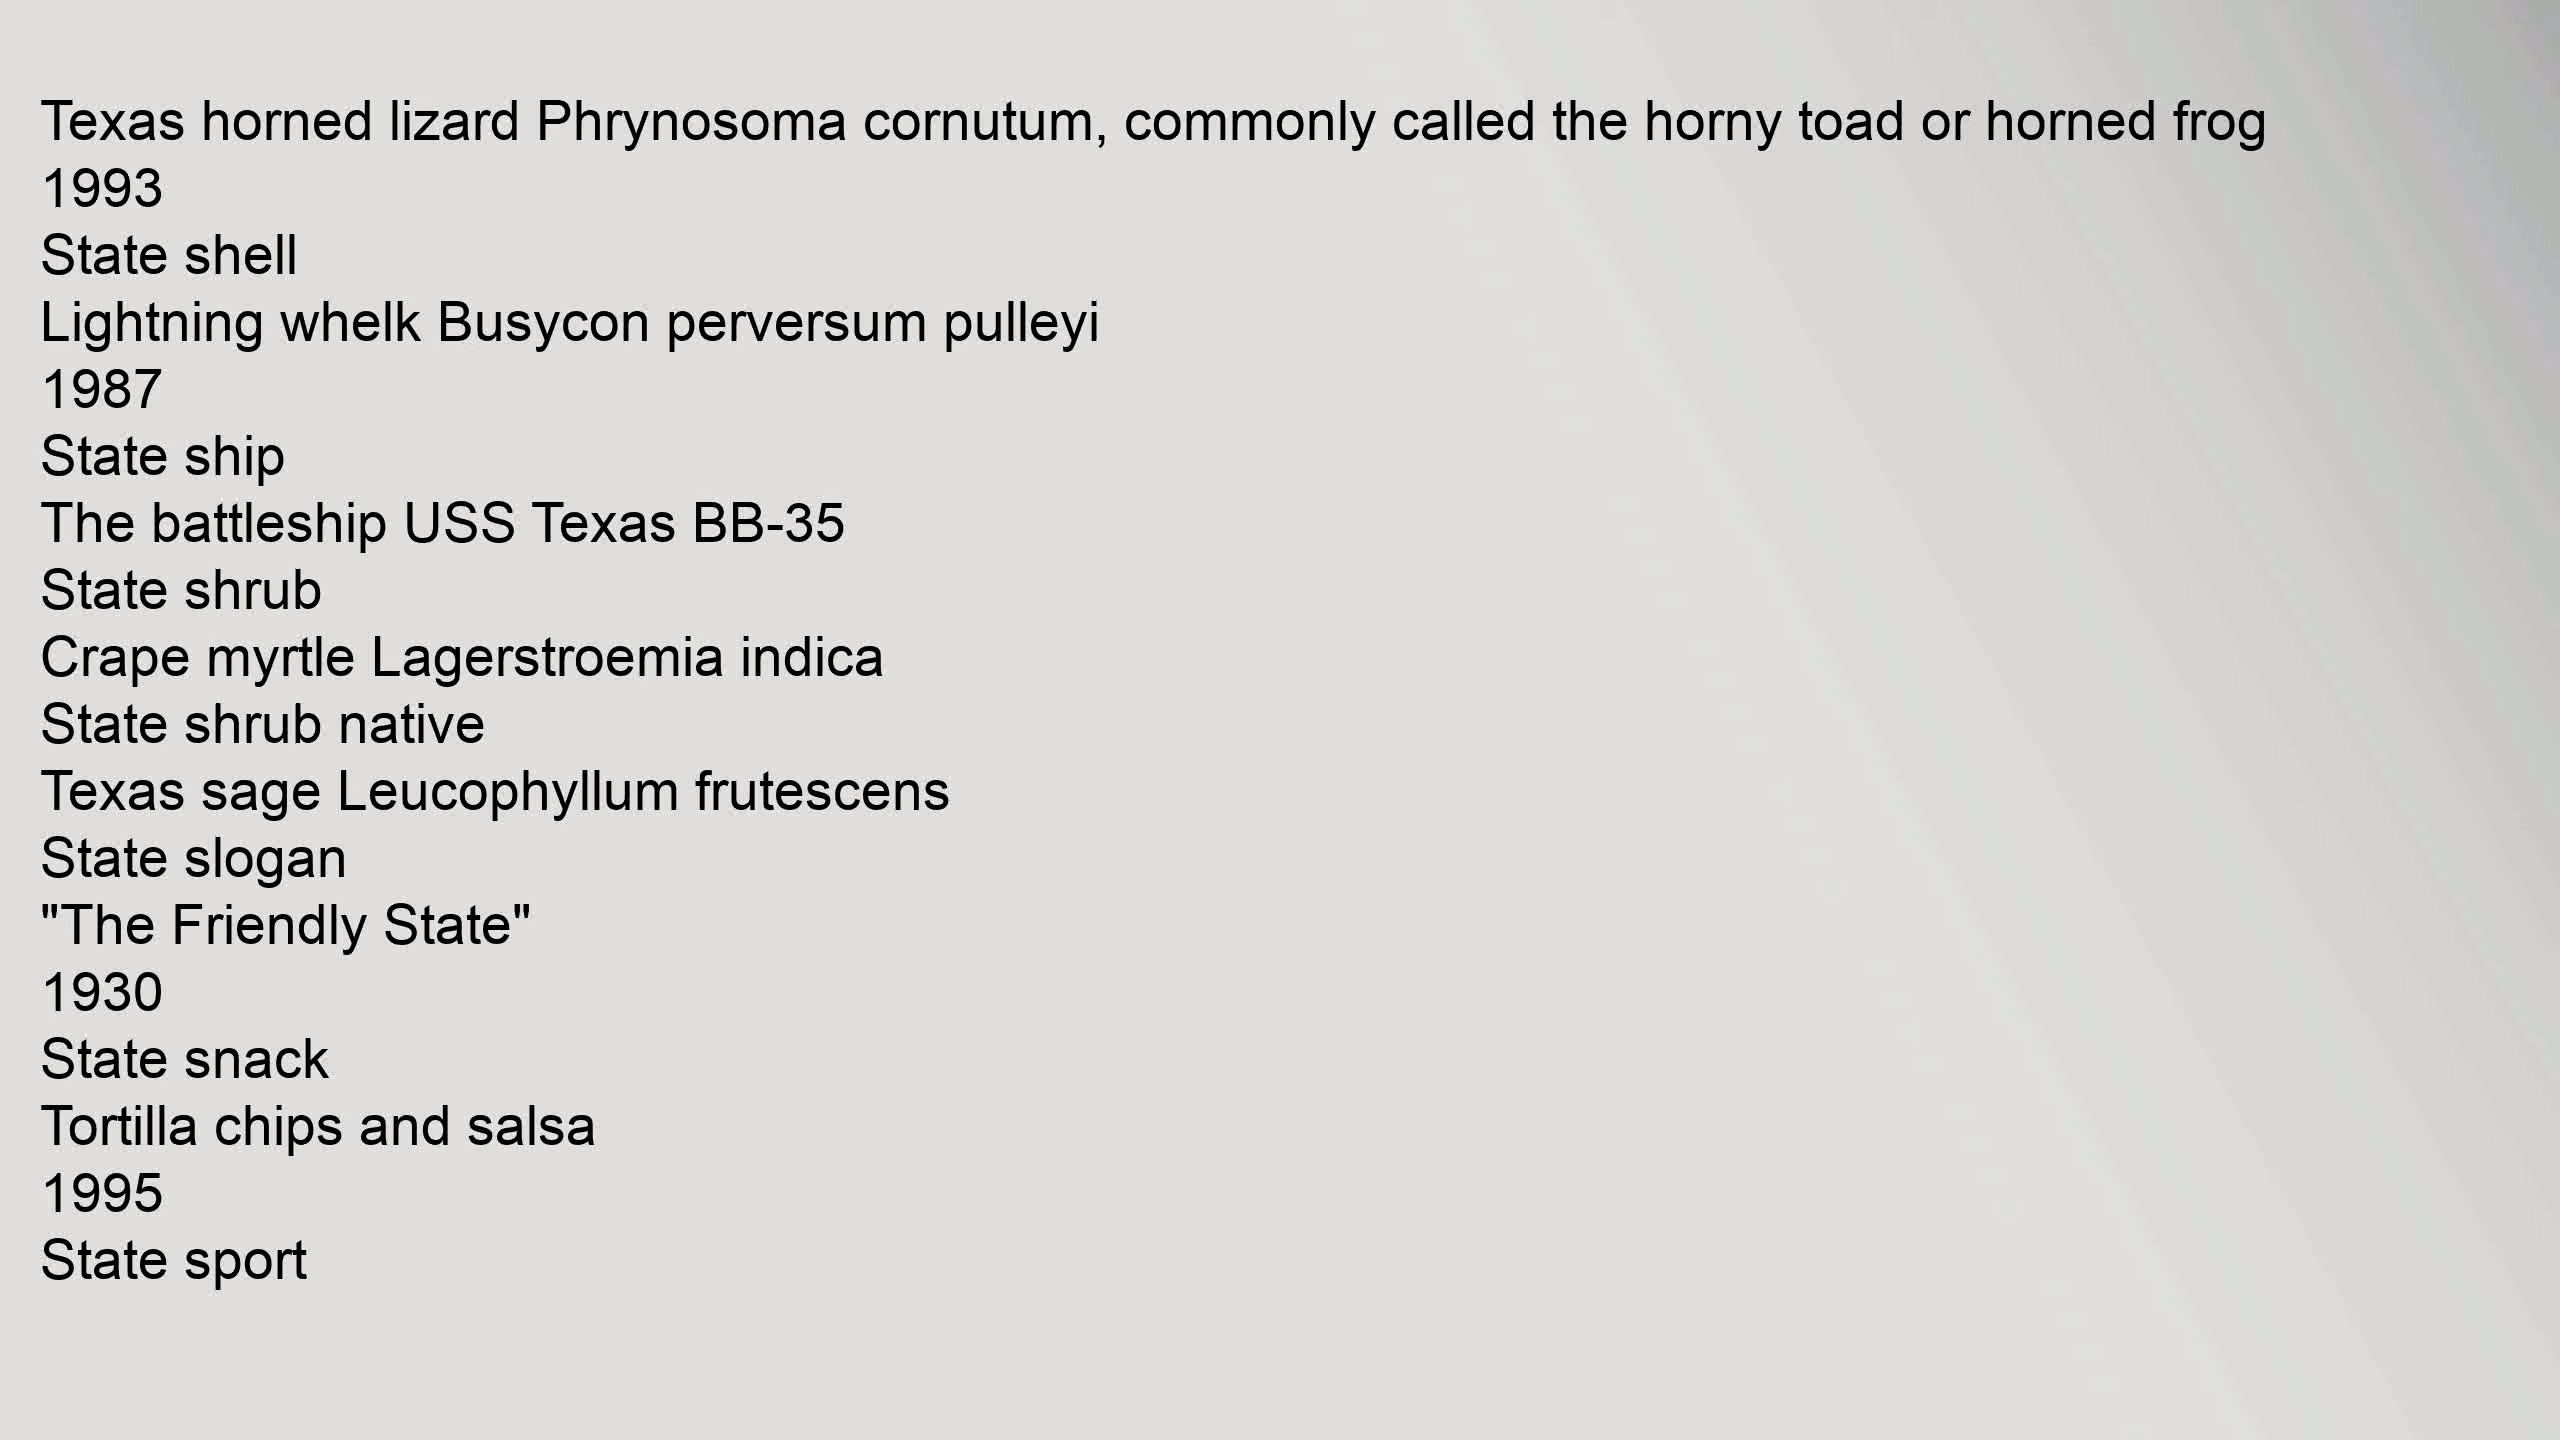 Texas horned lizard Phrynosoma cornutum, commonly called the horny toad or horned frog
1993
State shell
Lightning whelk Busycon perversum pulleyi
1987
State ship
The battleship USS Texas BB-35
State shrub
Crape myrtle Lagerstroemia indica
State shrub native
Texas sage Leucophyllum frutescens
State slogan
"The Friendly State"
1930
State snack
Tortilla chips and salsa
1995
State sport